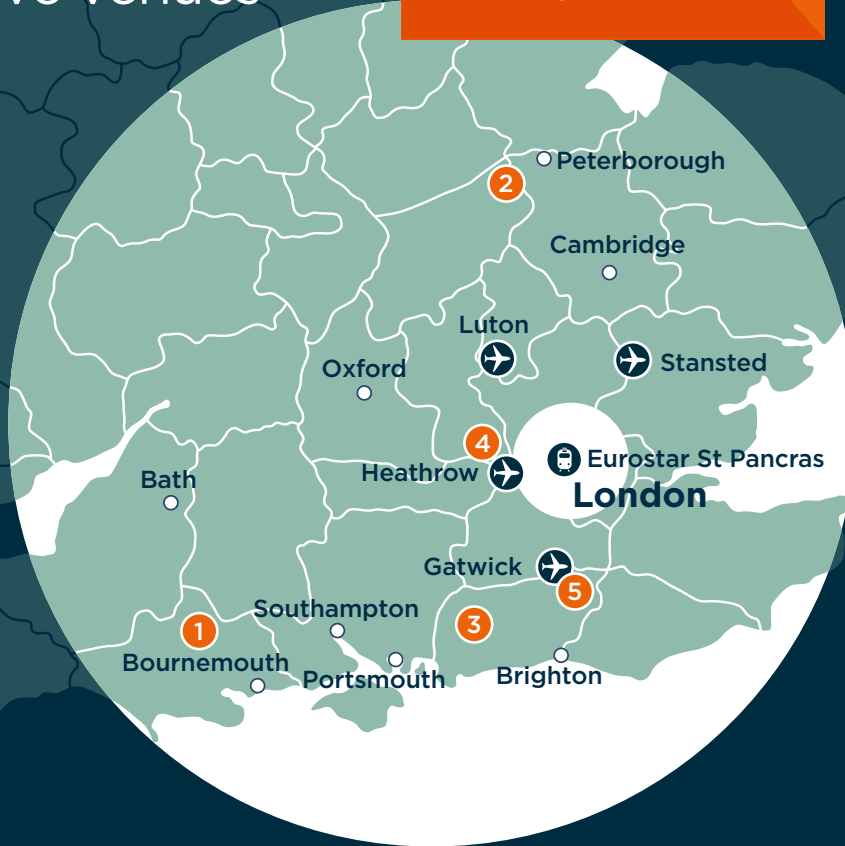 venues
2
Peterborough
Cambridge
Luton
Stansted
Oxford
4
Heathrow
Eurostar St Pancras
London
Bath
Gatwick
5
Southampton
3
1
Bournemouth
Portsmouth
Brighton